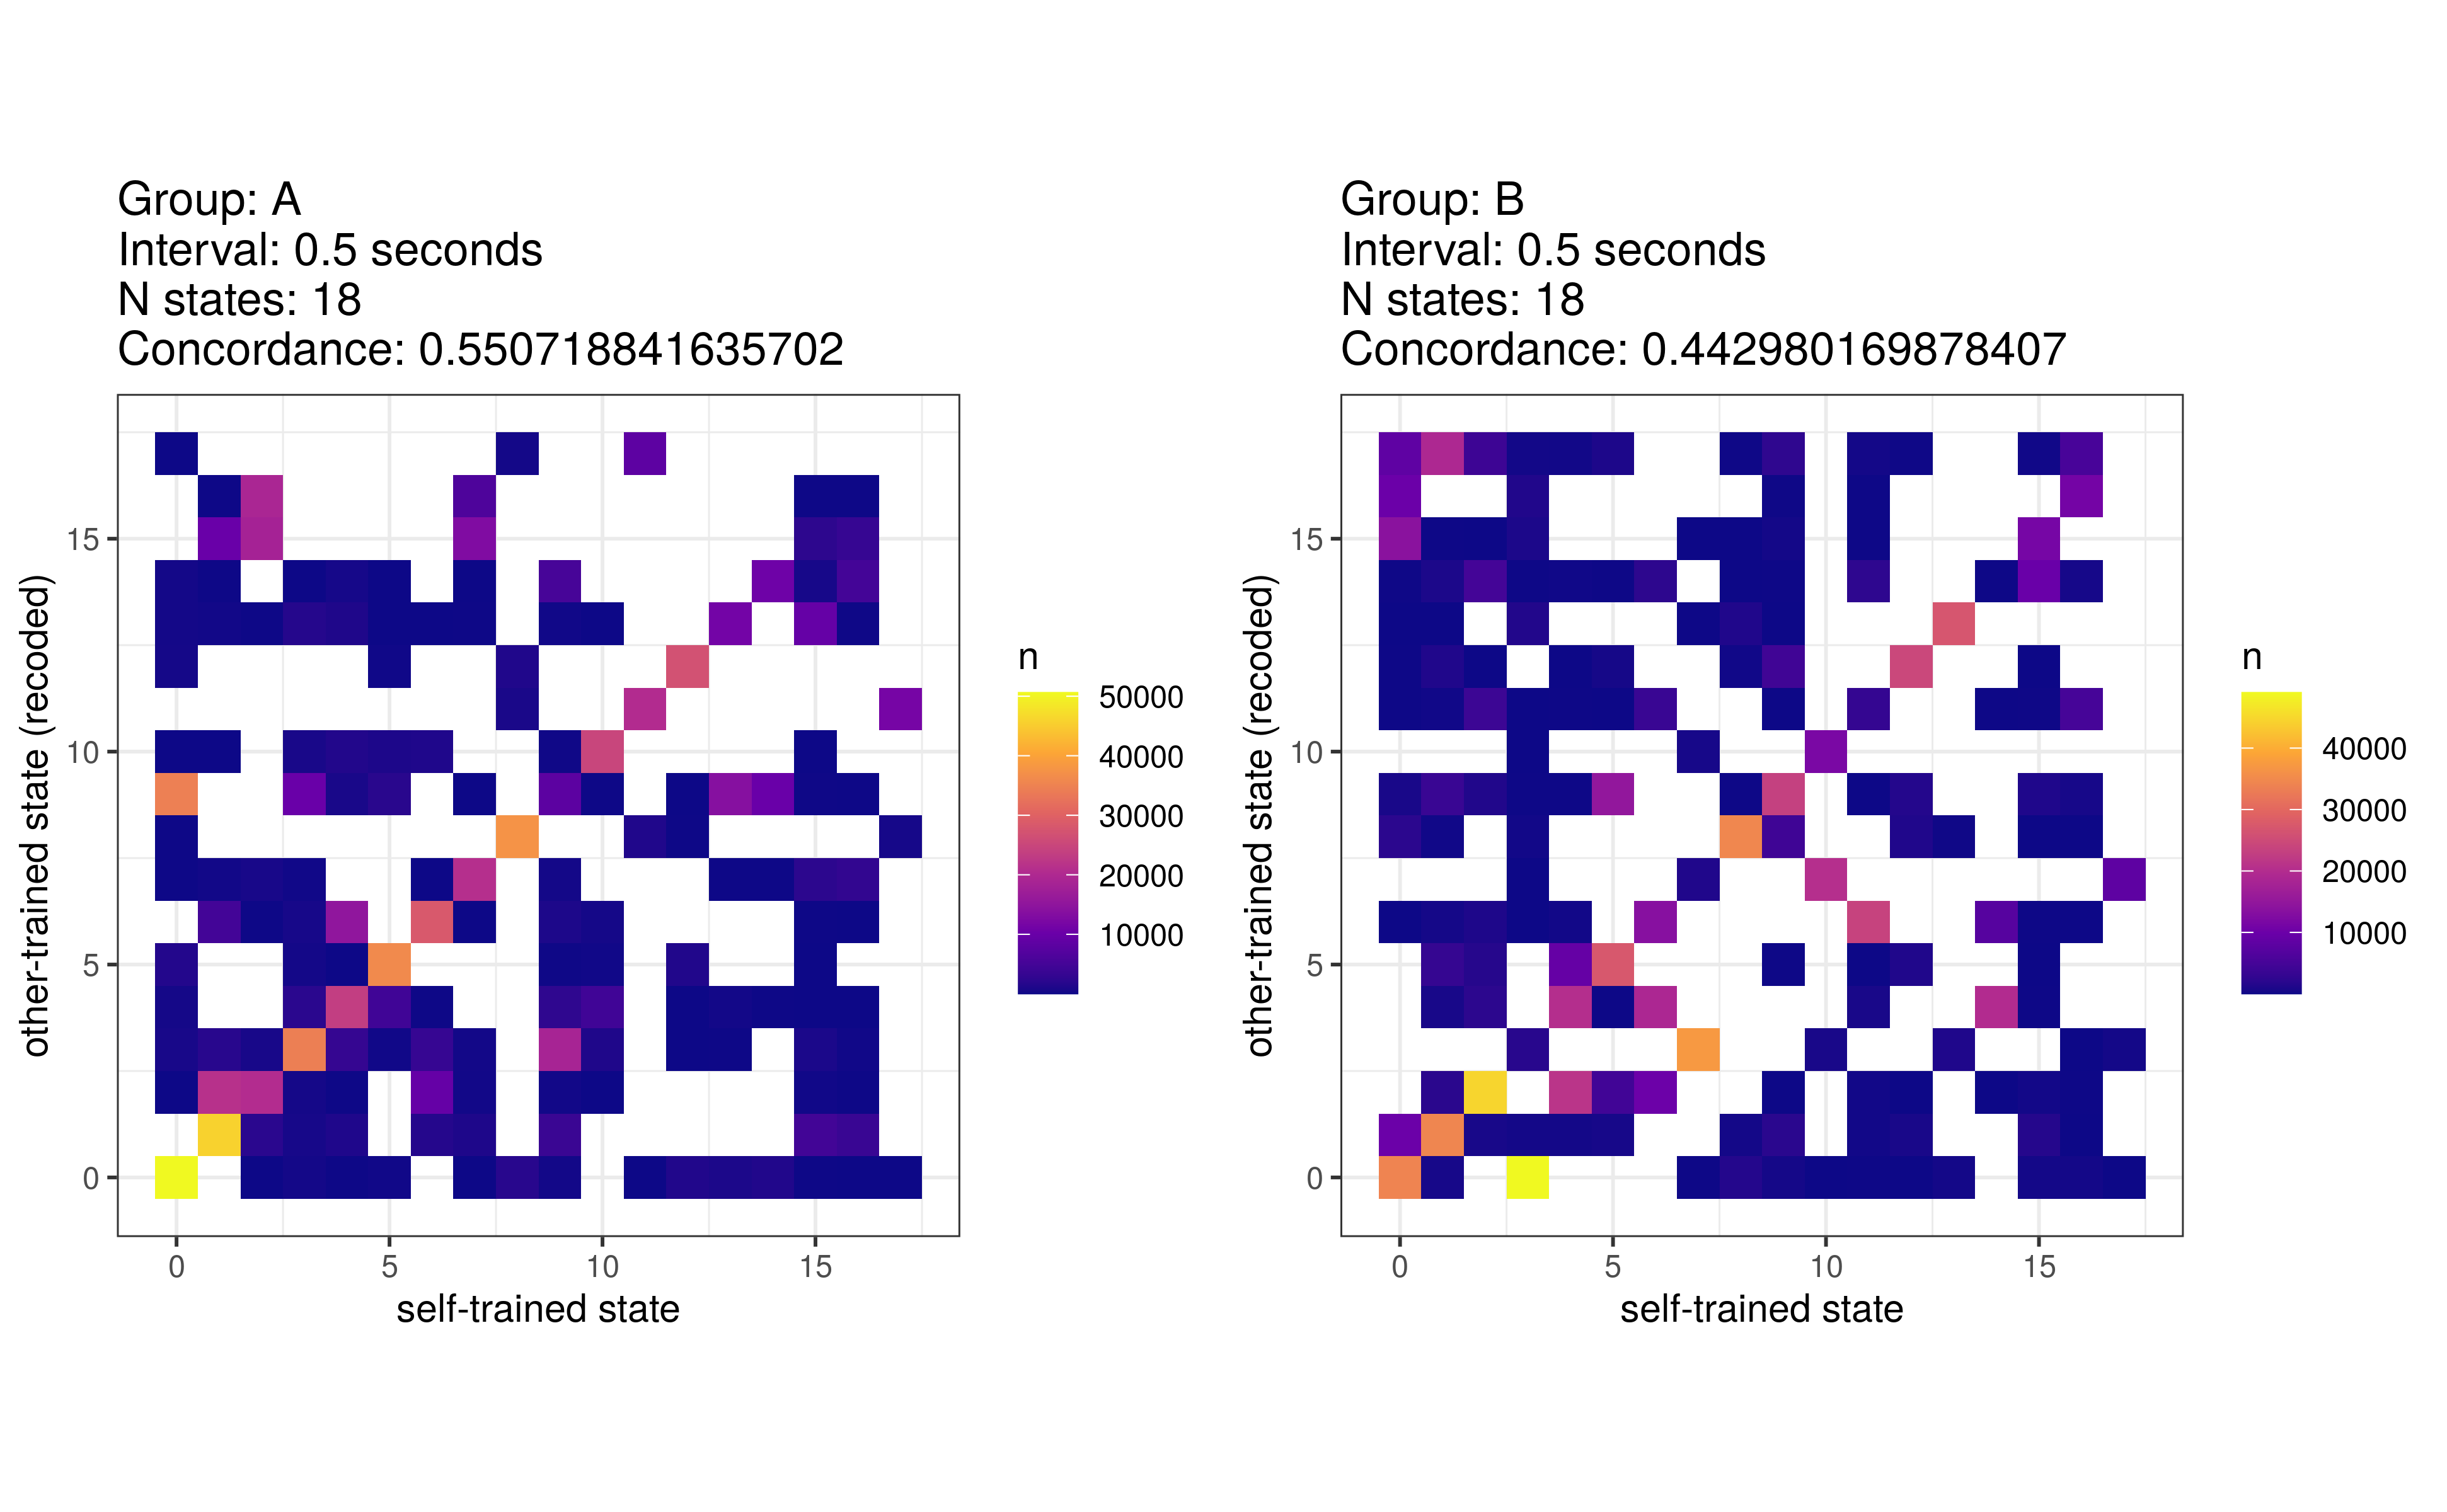 Group: A
Interval: 0.5 seconds
N states: 18
Concordance: 0.550718841635702
other-trained state (recoded)
15
10
5
0
0 5 10 15
self-trained state
n
50000
40000
30000
20000
10000
Group: B
Interval: 0.5 seconds
N states: 18
Concordance: 0.442980169878407
other-trained state (recoded)
15
10
5
0
0 5 10 15
self-trained state
n
40000
30000
20000
10000